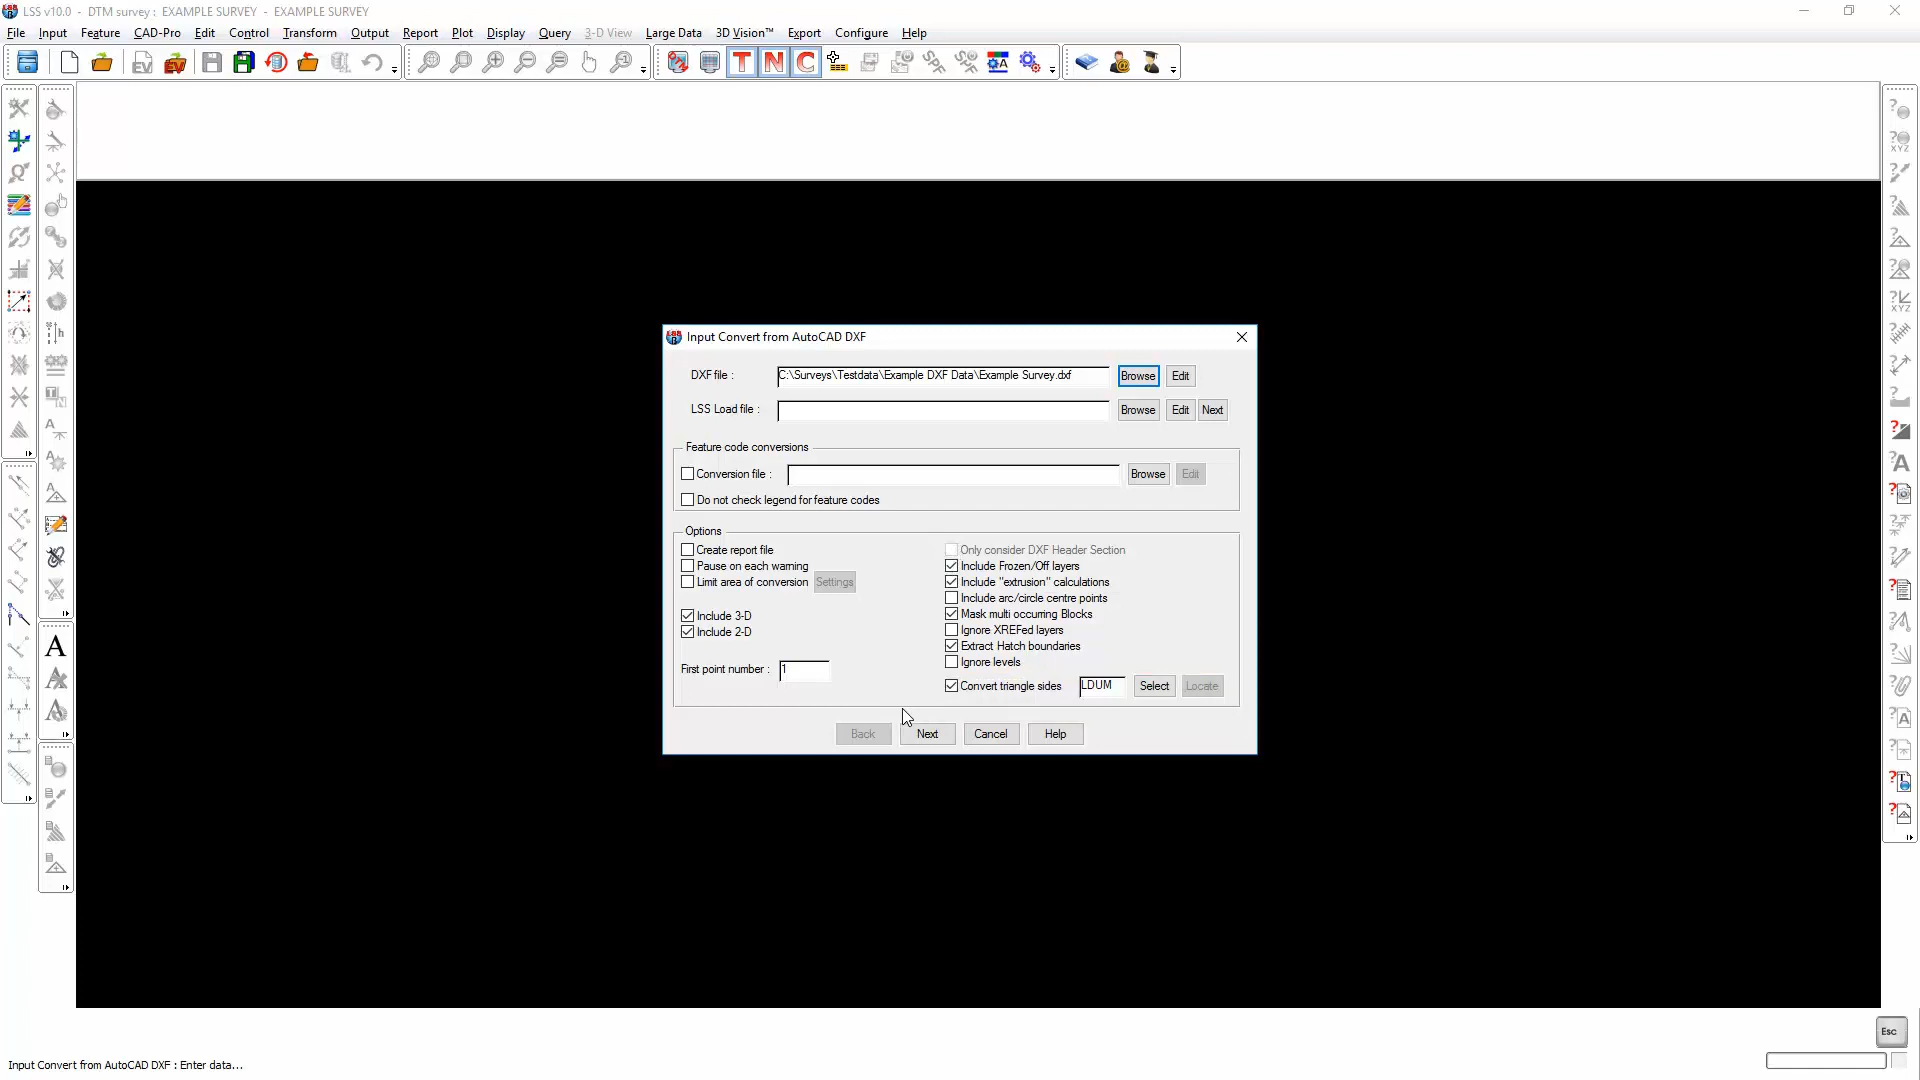 LSS v10.0 - DTM survey : EXAMPLE SURVEY - EXAMPLE SURVEY
File Input Feature CAD-Pro Edit Control Transform Output Report Plot Display Query 3-D View Large Data 3D Vision™ Export Configure Help
Input Convert from AutoCAD DXF
DXF file : C:\Surveys\Testdata\Example DXF Data\Example Survey.dxf Browse Edit
LSS Load file : Browse Edit Next
Feature code conversions
Conversion file : Browse Edit
Do not check legend for feature codes
Options
Create report file Only consider DXF Header Section
Pause on each warning Include Frozen/Off layers
Limit area of conversion Settings Include "extrusion" calculations
Include arc/circle centre points
Include 3-D Mask multi occurring Blocks
Include 2-D Ignore XREFed layers
Extract Hatch boundaries
First point number : 1 Ignore levels
Convert triangle sides LDUM Select Locate
Back Next Cancel Help
Esc
Input Convert from AutoCAD DXF : Enter data...